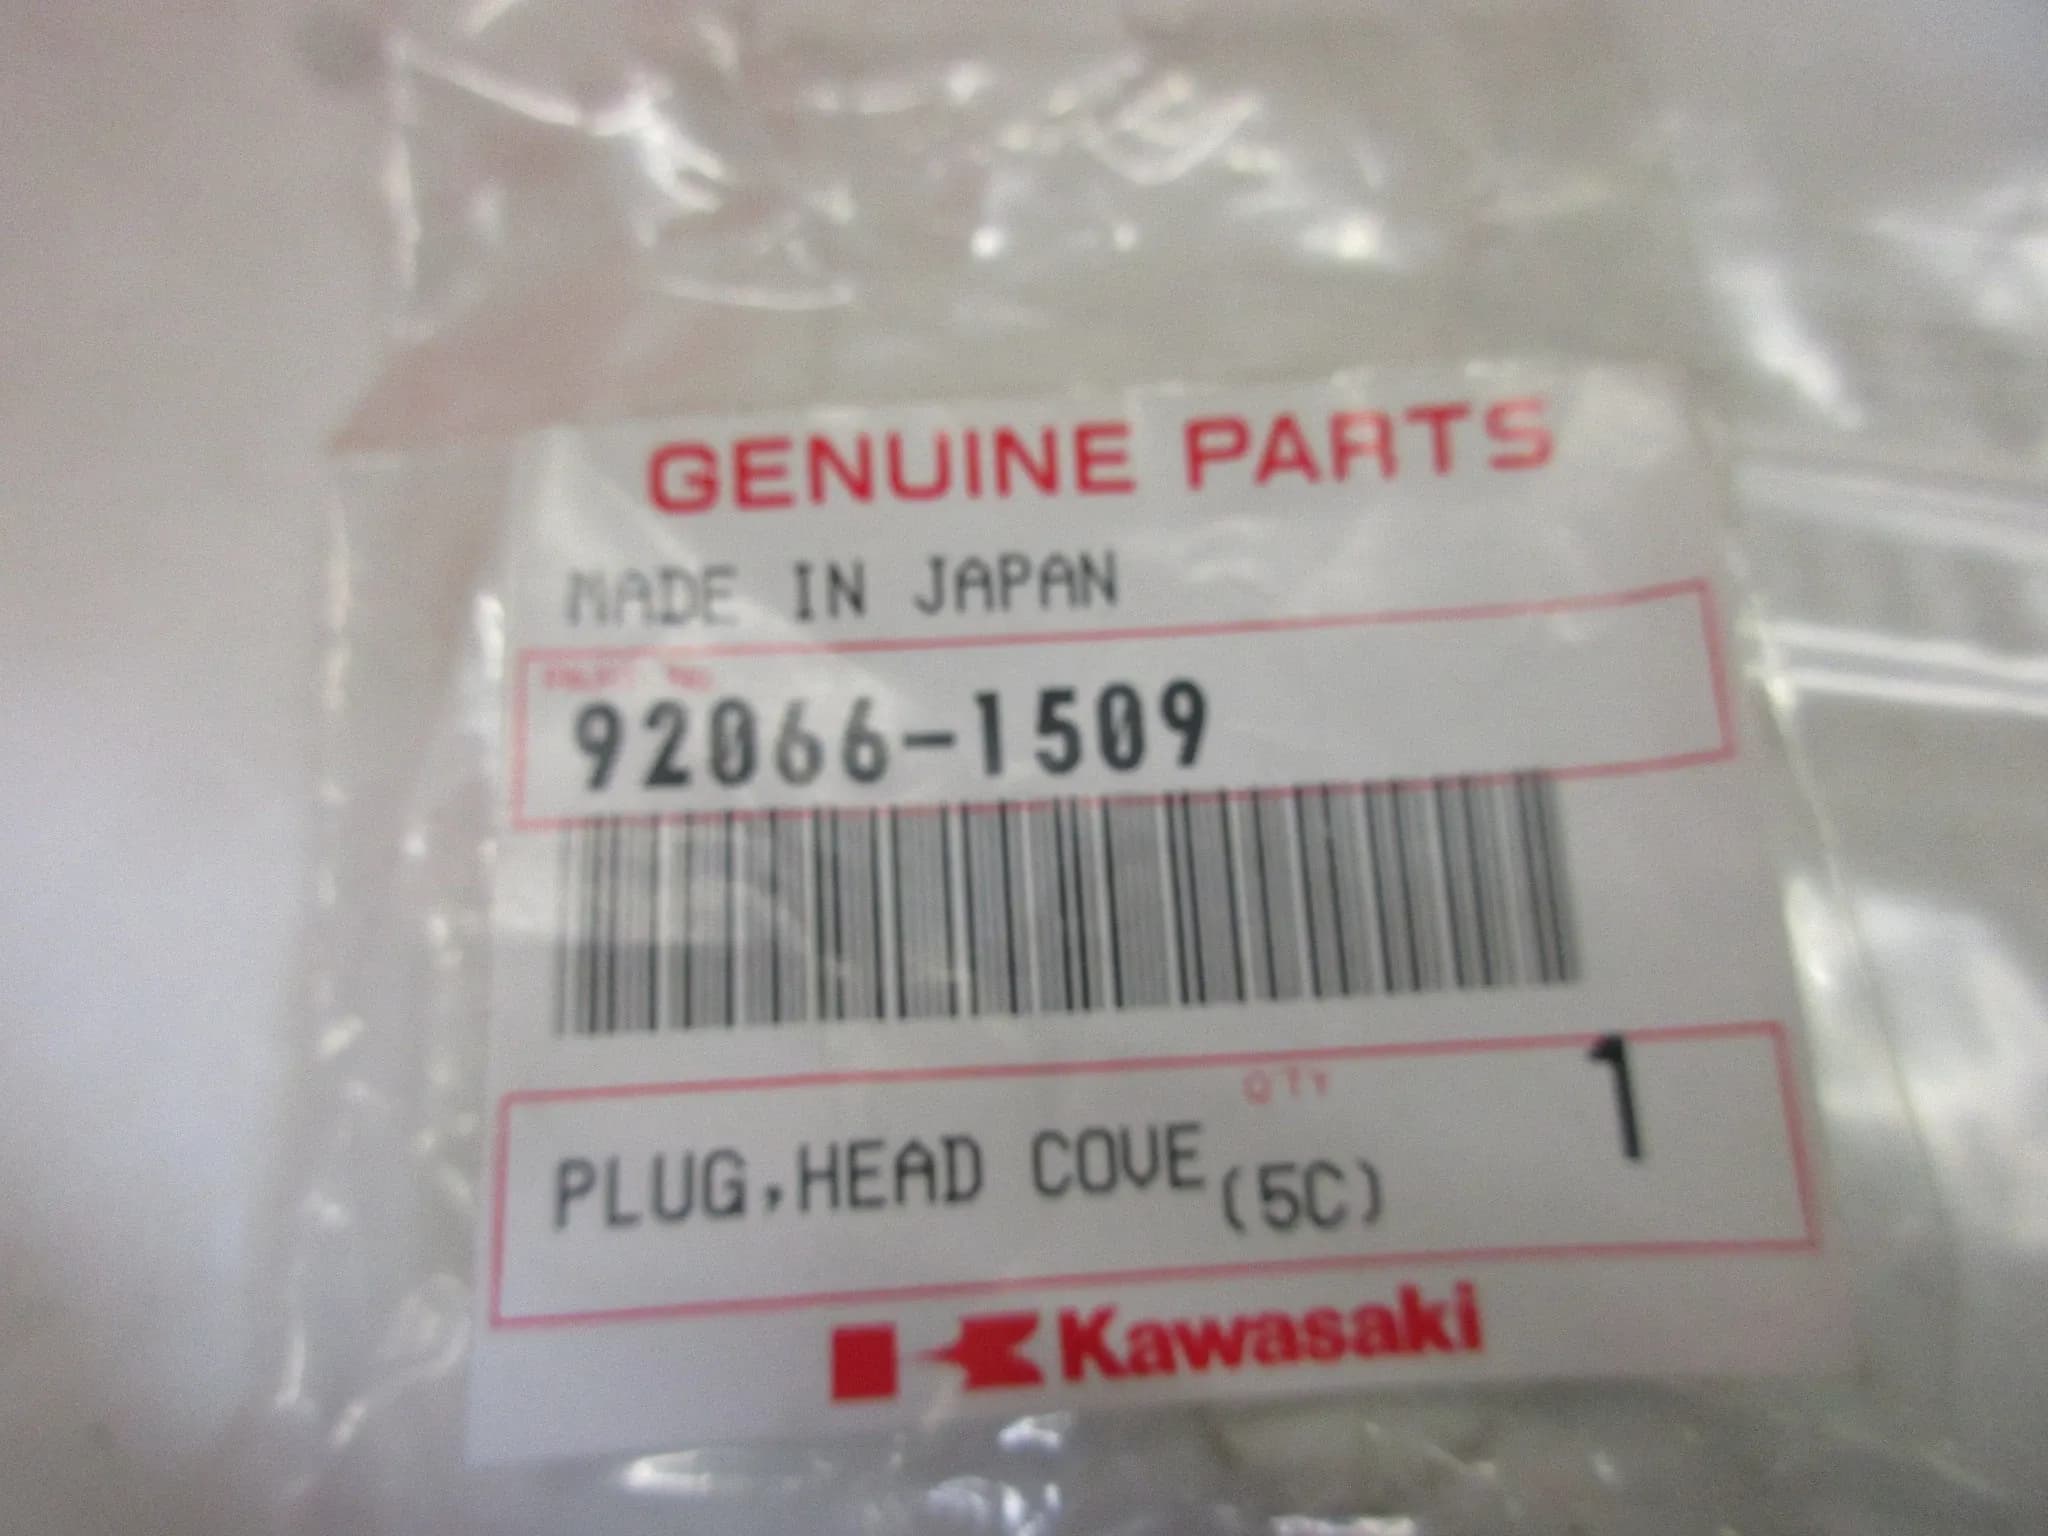 GENUINE PARTS
MADE IN JAPAN
PART NO.
92066-1509
QTY 1
PLUG,HEAD COVE(5C)
Kawasaki